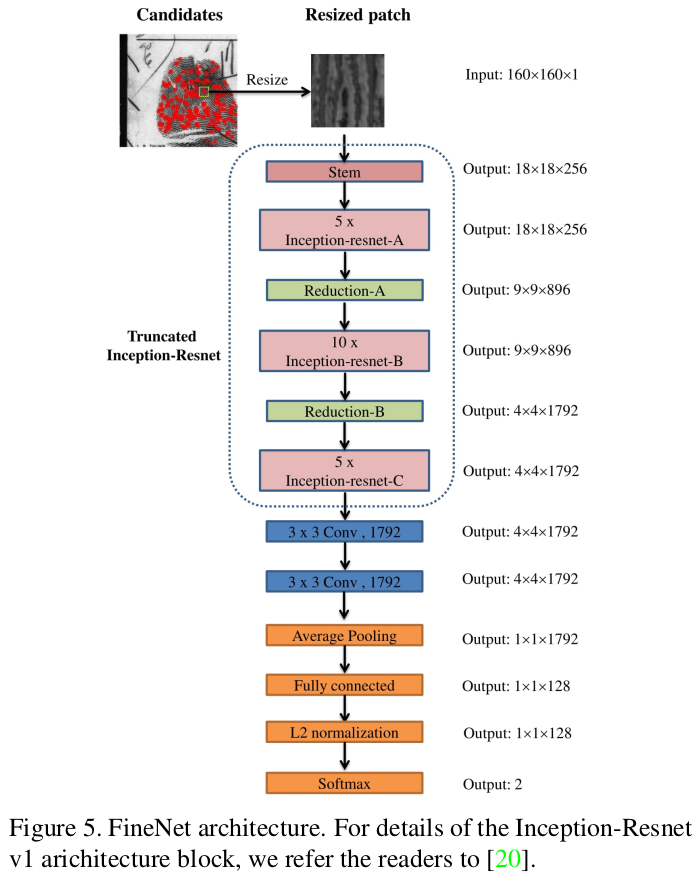 Candidates
Resized patch
Resize
Input: 160×160×1
Stem
Output: 18×18×256
5 x
Inception-resnet-A
Output: 18×18×256
Reduction-A
Output: 9×9×896
Truncated
Inception-Resnet
10 x
Inception-resnet-B
Output: 9×9×896
Reduction-B
Output: 4×4×1792
5 x
Inception-resnet-C
Output: 4×4×1792
3 x 3 Conv , 1792
Output: 4×4×1792
3 x 3 Conv , 1792
Output: 4×4×1792
Average Pooling
Output: 1×1×1792
Fully connected
Output: 1×1×128
L2 normalization
Output: 1×1×128
Softmax
Output: 2
Figure 5. FineNet architecture. For details of the Inception-Resnet
v1 arichitecture block, we refer the readers to [20].